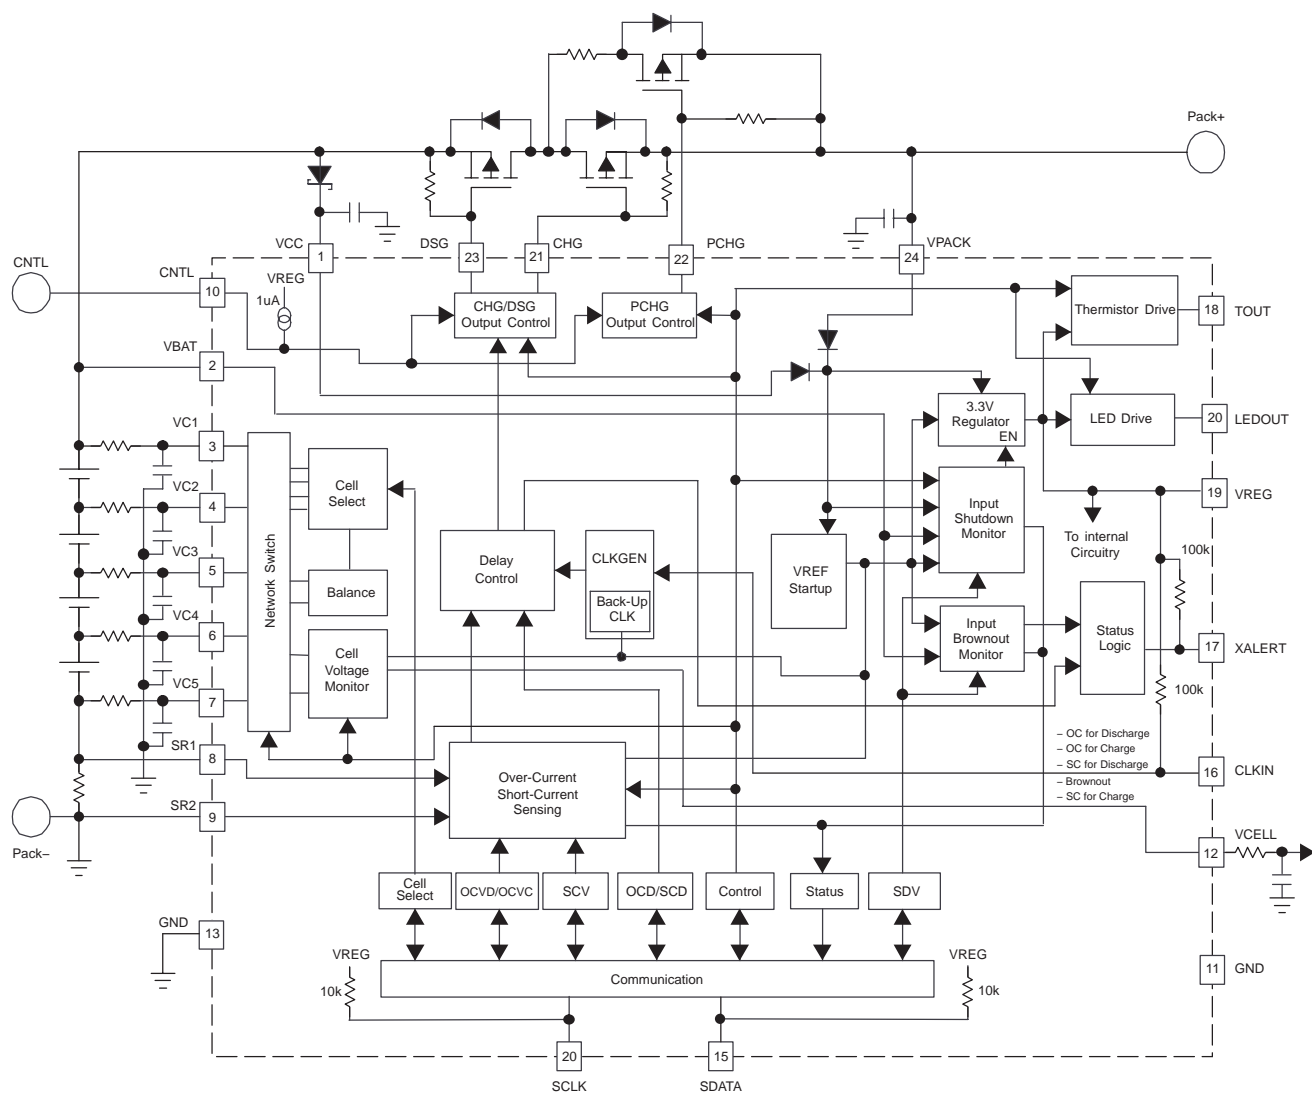 Pack+
VCC
DSG
CHG
PCHG
VPACK
1
23
21
22
24
CNTL
CNTL
10
VREG
1uA
CHG/DSG
Output Control
PCHG
Output Control
Thermistor Drive
18
TOUT
VBAT
2
3.3V
Regulator
EN
LED Drive
20
LEDOUT
VC1
3
VC2
4
VC3
5
VC4
6
VC5
7
Network Switch
Cell
Select
Balance
Cell
Voltage
Monitor
Delay
Control
CLKGEN
Back-Up
CLK
VREF
Startup
Input
Shutdown
Monitor
Input
Brownout
Monitor
19
VREG
To internal
Circuitry
100k
Status
Logic
17
XALERT
100k
SR1
8
SR2
9
Pack–
Over-Current
Short-Current
Sensing
– OC for Discharge
– OC for Charge
– SC for Discharge
– Brownout
– SC for Charge
16
CLKIN
VCELL
12
Cell
Select
OCVD/OCVC
SCV
OCD/SCD
Control
Status
SDV
GND
13
11
GND
VREG
10k
Communication
VREG
10k
20
SCLK
15
SDATA